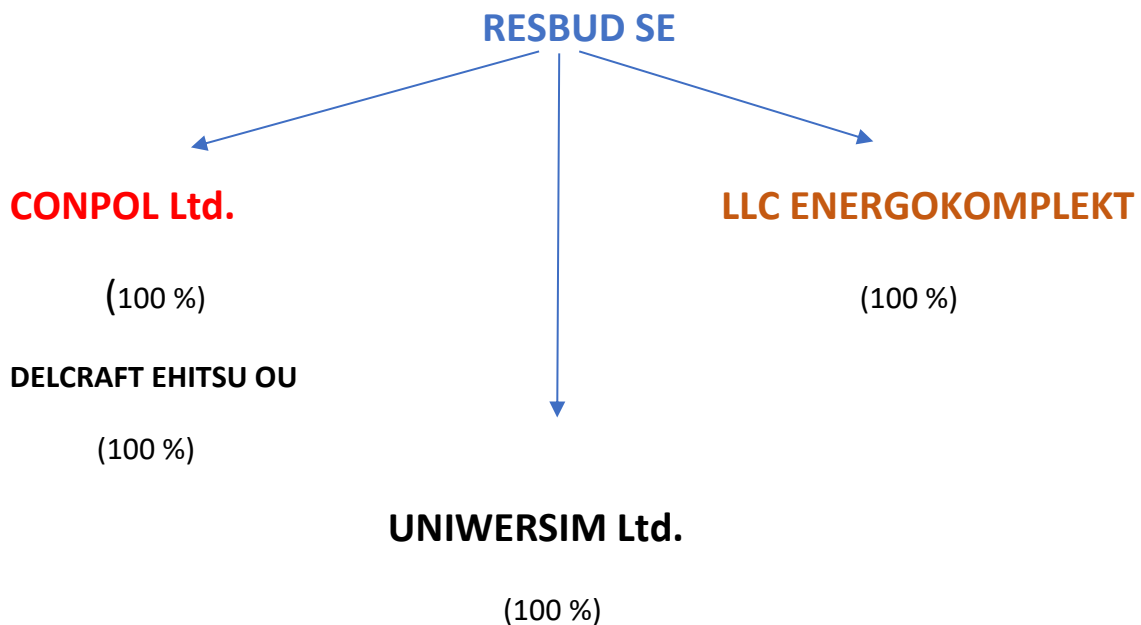 RESBUD SE
CONPOL Ltd.
LLC ENERGOKOMPLEKT
(100 %)
(100 %)
DELCRAFT EHITSU OU
(100 %)
UNIWERSIM Ltd.
(100 %)